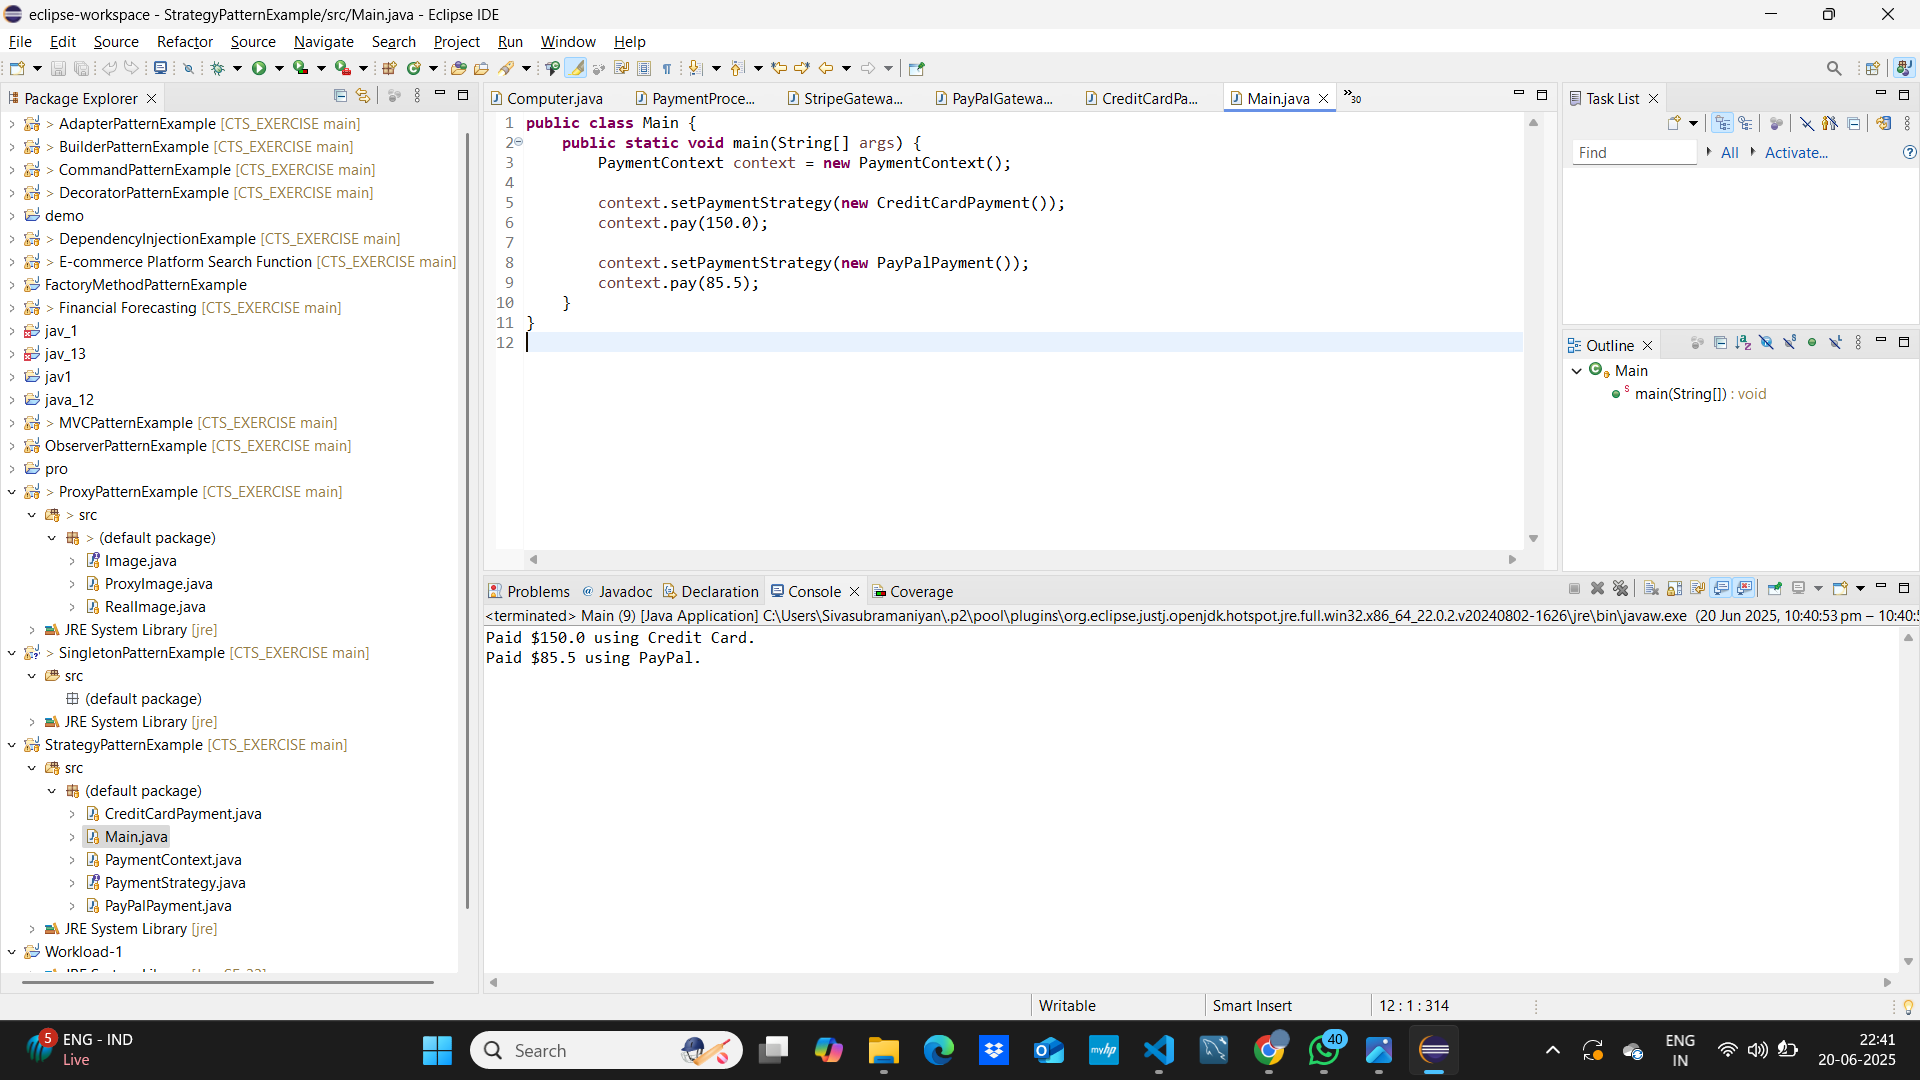 eclipse-workspace - StrategyPatternExample/src/Main.java - Eclipse IDE
File Edit Source Refactor Source Navigate Search Project Run Window Help
Package Explorer
> AdapterPatternExample [CTS_EXERCISE main]
> BuilderPatternExample [CTS_EXERCISE main]
> CommandPatternExample [CTS_EXERCISE main]
> DecoratorPatternExample [CTS_EXERCISE main]
demo
> DependencyInjectionExample [CTS_EXERCISE main]
> E-commerce Platform Search Function [CTS_EXERCISE main]
FactoryMethodPatternExample
> Financial Forecasting [CTS_EXERCISE main]
jav_1
jav_13
jav1
java_12
> MVCPatternExample [CTS_EXERCISE main]
ObserverPatternExample [CTS_EXERCISE main]
pro
> ProxyPatternExample [CTS_EXERCISE main]
> src
> (default package)
Image.java
ProxyImage.java
RealImage.java
JRE System Library [jre]
> SingletonPatternExample [CTS_EXERCISE main]
src
(default package)
JRE System Library [jre]
StrategyPatternExample [CTS_EXERCISE main]
src
(default package)
CreditCardPayment.java
Main.java
PaymentContext.java
PaymentStrategy.java
PayPalPayment.java
JRE System Library [jre]
Workload-1
Computer.java PaymentProce... StripeGatewa... PayPalGatewa... CreditCardPa... Main.java »30
1 public class Main {
2 public static void main(String[] args) {
3 PaymentContext context = new PaymentContext();
4
5 context.setPaymentStrategy(new CreditCardPayment());
6 context.pay(150.0);
7
8 context.setPaymentStrategy(new PayPalPayment());
9 context.pay(85.5);
10 }
11 }
12
Task List
Find All Activate...
Outline
Main
main(String[]) : void
Problems @ Javadoc Declaration Console Coverage
<terminated> Main (9) [Java Application] C:\Users\Sivasubramaniyan\.p2\pool\plugins\org.eclipse.justj.openjdk.hotspot.jre.full.win32.x86_64_22.0.2.v20240802-1626\jre\bin\javaw.exe (20 Jun 2025, 10:40:53 pm – 10:40:5
Paid $150.0 using Credit Card.
Paid $85.5 using PayPal.
Writable Smart Insert 12 : 1 : 314
5 ENG - IND
Live
Search
myhp
40
ENG
IN
22:41
20-06-2025